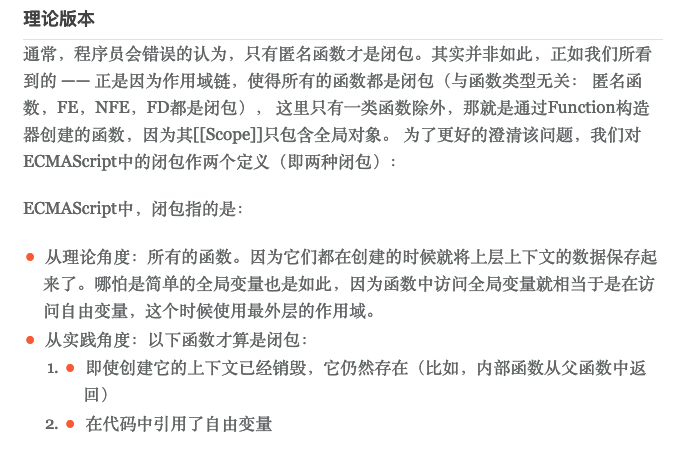 理论版本
通常，程序员会错误的认为，只有匿名函数才是闭包。其实并非如此，正如我们所看
到的 —— 正是因为作用域链，使得所有的函数都是闭包（与函数类型无关： 匿名函
数，FE，NFE，FD都是闭包）， 这里只有一类函数除外，那就是通过Function构造
器创建的函数，因为其[[Scope]]只包含全局对象。 为了更好的澄清该问题，我们对
ECMAScript中的闭包作两个定义（即两种闭包）：
ECMAScript中，闭包指的是：
● 从理论角度：所有的函数。因为它们都在创建的时候就将上层上下文的数据保存起
来了。哪怕是简单的全局变量也是如此，因为函数中访问全局变量就相当于是在访
问自由变量，这个时候使用最外层的作用域。
● 从实践角度：以下函数才算是闭包：
1. ● 即使创建它的上下文已经销毁，它仍然存在（比如，内部函数从父函数中返
回）
2. ● 在代码中引用了自由变量